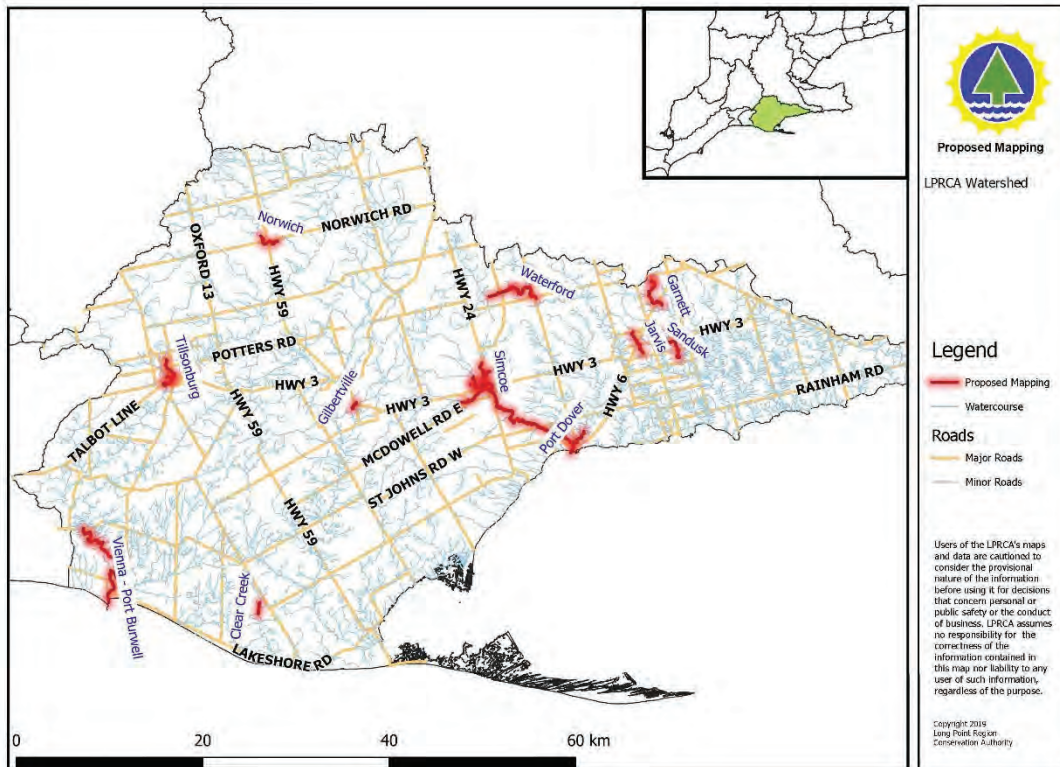 Norwich
NORWICH RD
OXFORD 13
HWY 59
HWY 24
Waterford
Garnett
Jarvis
Sandusk
HWY 3
Tillsonburg
POTTERS RD
HWY 3
Gilbertville
HWY 3
Simcoe
HWY 3
HWY 6
RAINHAM RD
TALBOT LINE
HWY 59
MCDOWELL RD E
Port Dover
ST JOHNS RD W
HWY 59
Vienna - Port Burwell
Clear Creek
LAKESHORE RD
0
20
40
60 km
Proposed Mapping
LPRCA Watershed
Legend
Proposed Mapping
Watercourse
Roads
Major Roads
Minor Roads
Users of the LPRCA's maps
and data are cautioned to
consider the provisional
nature of the information
before using it for decisions
that concern personal or
public safety or the conduct
of business. LPRCA assumes
no responsibility for the
correctness of the
information contained in
this map nor liability to any
user of such information,
regardless of the purpose.
Copyright 2019
Long Point Region
Conservation Authority